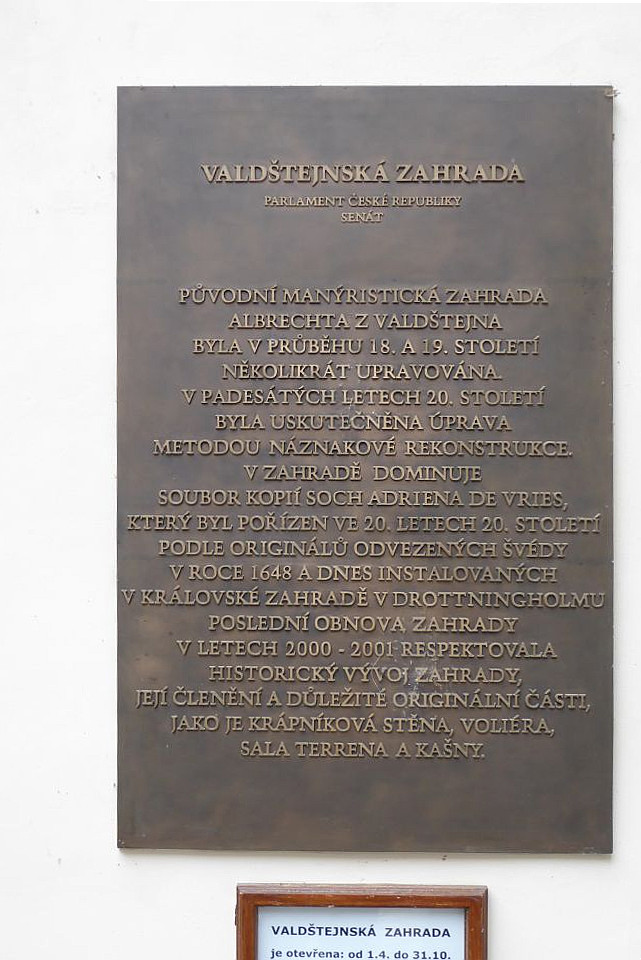 VALDŠTEJNSKÁ ZAHRADA
PARLAMENT ČESKÉ REPUBLIKY
SENÁT
PŮVODNÍ MANÝRISTICKÁ ZAHRADA
ALBRECHTA Z VALDŠTEJNA
BYLA V PRŮBĚHU 18. A 19. STOLETÍ
NĚKOLIKRÁT UPRAVOVÁNA.
V PADESÁTÝCH LETECH 20. STOLETÍ
BYLA USKUTEČNĚNA ÚPRAVA
METODOU NÁZNAKOVÉ REKONSTRUKCE.
V ZAHRADĚ DOMINUJE
SOUBOR KOPIÍ SOCH ADRIENA DE VRIES,
KTERÝ BYL POŘÍZEN VE 20. LETECH 20. STOLETÍ
PODLE ORIGINÁLŮ ODVEZENÝCH ŠVÉDY
V ROCE 1648 A DNES INSTALOVANÝCH
V KRÁLOVSKÉ ZAHRADĚ V DROTTNINGHOLMU
POSLEDNÍ OBNOVA ZAHRADY
V LETECH 2000 - 2001 RESPEKTOVALA
HISTORICKÝ VÝVOJ ZAHRADY,
JEJÍ ČLENĚNÍ A DŮLEŽITÉ ORIGINÁLNÍ ČÁSTI,
JAKO JE KRÁPNÍKOVÁ STĚNA, VOLIÉRA,
SALA TERRENA A KAŠNY.
VALDŠTEJNSKÁ ZAHRADA
je otevřena: od 1.4. do 31.10.